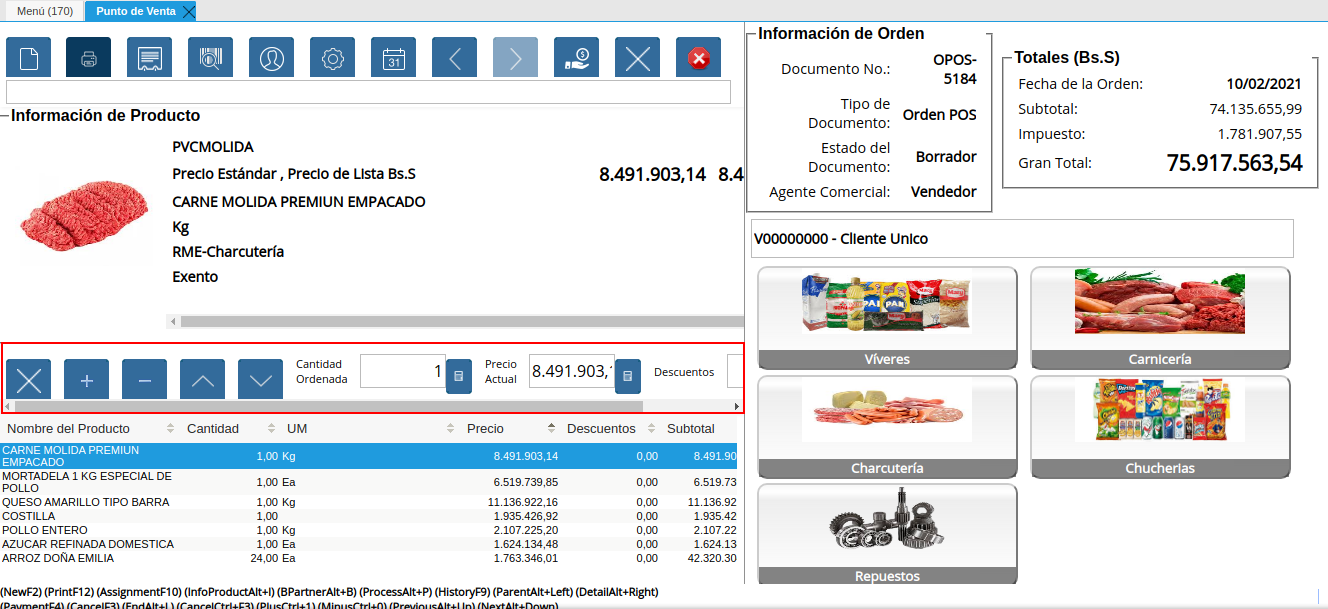 Menú (170)
Punto de Venta
31
Información de Producto
PVCMOLIDA
Precio Estándar , Precio de Lista Bs.S 8.491.903,14 8.4
CARNE MOLIDA PREMIUN EMPACADO
Kg
RME-Charcutería
Exento
Cantidad
Ordenada
1
Precio
Actual
8.491.903,1
Descuentos
Nombre del Producto Cantidad UM Precio Descuentos Subtotal
CARNE MOLIDA PREMIUN
EMPACADO 1,00 Kg 8.491.903,14 0,00 8.491.90
MORTADELA 1 KG ESPECIAL DE
POLLO 1,00 Ea 6.519.739,85 0,00 6.519.73
QUESO AMARILLO TIPO BARRA 1,00 Kg 11.136.922,16 0,00 11.136.92
COSTILLA 1,00 1.935.426,92 0,00 1.935.42
POLLO ENTERO 1,00 Kg 2.107.225,20 0,00 2.107.22
AZUCAR REFINADA DOMESTICA 1,00 Ea 1.624.134,48 0,00 1.624.13
ARROZ DOÑA EMILIA 24,00 Ea 1.763.346,01 0,00 42.320.30
(NewF2) (PrintF12) (AssignmentF10) (InfoProductAlt+I) (BPartnerAlt+B) (ProcessAlt+P) (HistoryF9) (ParentAlt+Left) (DetailAlt+Right)
(PaymentF4) (CancelF3) (EndAlt+L) (CancelCtrl+F3) (PlusCtrl+1) (MinusCtrl+0) (PreviousAlt+Up) (NextAlt+Down)
Información de Orden
Documento No.: OPOS-
5184
Tipo de
Documento: Orden POS
Estado del
Documento: Borrador
Agente Comercial: Vendedor
Totales (Bs.S)
Fecha de la Orden: 10/02/2021
Subtotal: 74.135.655,99
Impuesto: 1.781.907,55
Gran Total: 75.917.563,54
V00000000 - Cliente Unico
PAN
PAN
Mary
Mary
Víveres
Carnicería
Charcutería
Chucherias
Repuestos